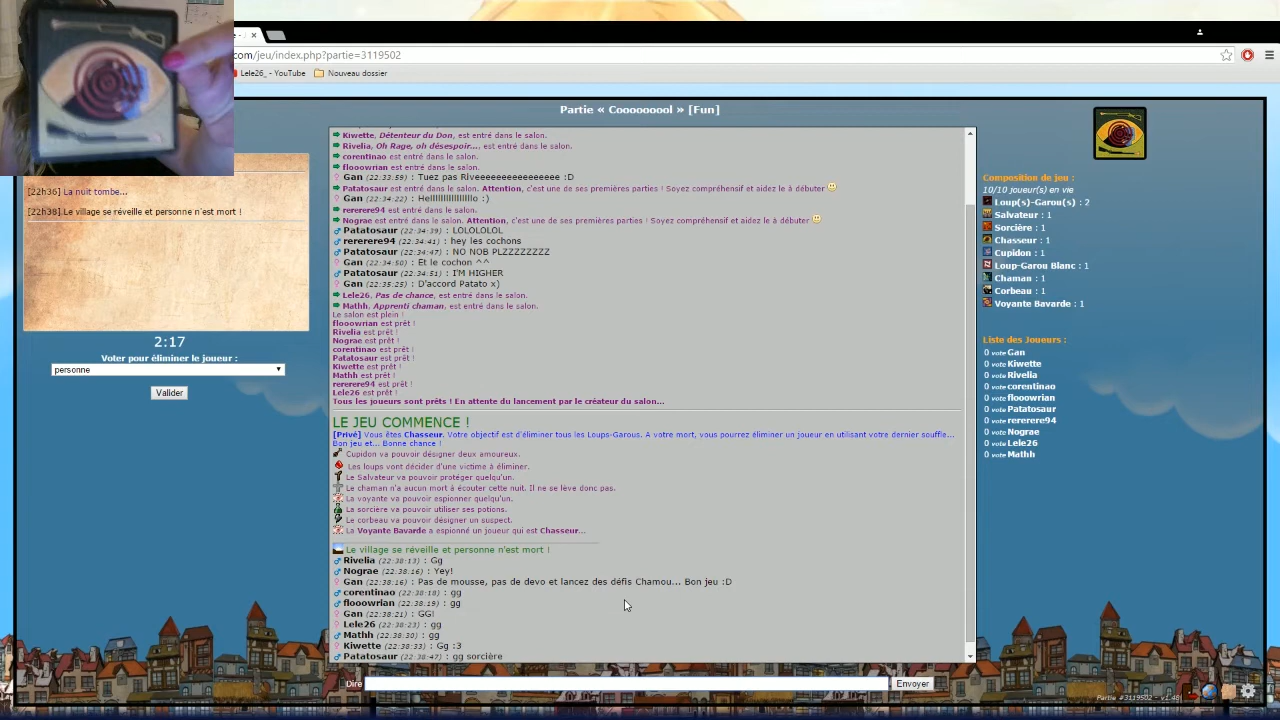 .com/jeu/index.php?partie=3119502
Lele26_ - YouTube
Nouveau dossier
Partie « Cooooooool » [Fun]
Kiwette, Détenteur du Don, est entré dans le salon.
Rivelia, Oh Rage, oh désespoir..., est entré dans le salon.
corentinao est entré dans le salon.
flooowrian est entré dans le salon.
Gan (22:33:59) : Tuez pas Riveeeeeeeeeeeeeee :D
Patatosaur est entré dans le salon. Attention, c'est une de ses premières parties ! Soyez compréhensif et aidez le à débuter
Gan (22:34:22) : Helllllllllllllllllo :)
rererere94 est entré dans le salon.
Nograe est entré dans le salon. Attention, c'est une de ses premières parties ! Soyez compréhensif et aidez le à débuter
Patatosaur (22:34:39) : LOLOLOLOL
rererere94 (22:34:41) : hey les cochons
Patatosaur (22:34:47) : NO NOB PLZZZZZZZZ
Gan (22:34:50) : Et le cochon ^^
Patatosaur (22:34:51) : I'M HIGHER
Gan (22:35:25) : D'accord Patato x)
Lele26, Pas de chance, est entré dans le salon.
Mathh, Apprenti chaman, est entré dans le salon.
Le salon est plein !
flooowrian est prêt !
Rivelia est prêt !
Nograe est prêt !
corentinao est prêt !
Patatosaur est prêt !
Kiwette est prêt !
Mathh est prêt !
rererere94 est prêt !
Lele26 est prêt !
Tous les joueurs sont prêts ! En attente du lancement par le créateur du salon...
LE JEU COMMENCE !
[Privé] Vous êtes Chasseur. Votre objectif est d'éliminer tous les Loups-Garous. A votre mort, vous pourrez éliminer un joueur en utilisant votre dernier souffle...
Bon jeu et... Bonne chance !
Cupidon va pouvoir désigner deux amoureux.
Les loups vont décider d'une victime à éliminer.
Le Salvateur va pouvoir protéger quelqu'un.
Le chaman n'a aucun mort à écouter cette nuit. Il ne se lève donc pas.
La voyante va pouvoir espionner quelqu'un.
La sorcière va pouvoir utiliser ses potions.
Le corbeau va pouvoir désigner un suspect.
La Voyante Bavarde a espionné un joueur qui est Chasseur...
Le village se réveille et personne n'est mort !
Rivelia (22:38:13) : Gg
Nograe (22:38:16) : Yey!
Gan (22:38:16) : Pas de mousse, pas de devo et lancez des défis Chamou... Bon jeu :D
corentinao (22:38:18) : gg
flooowrian (22:38:19) : gg
Gan (22:38:21) : GG!
Lele26 (22:38:23) : gg
Mathh (22:38:30) : gg
Kiwette (22:38:33) : Gg :3
Patatosaur (22:38:47) : gg sorcière
Dire
Envoyer
[22h36] La nuit tombe...
[22h38] Le village se réveille et personne n'est mort !
2:17
Voter pour éliminer le joueur :
personne
Valider
Composition de jeu :
10/10 joueur(s) en vie
Loup(s)-Garou(s) : 2
Salvateur : 1
Sorcière : 1
Chasseur : 1
Cupidon : 1
Loup-Garou Blanc : 1
Chaman : 1
Corbeau : 1
Voyante Bavarde : 1
Liste des Joueurs :
0 vote Gan
0 vote Kiwette
0 vote Rivelia
0 vote corentinao
0 vote flooowrian
0 vote Patatosaur
0 vote rererere94
0 vote Nograe
0 vote Lele26
0 vote Mathh